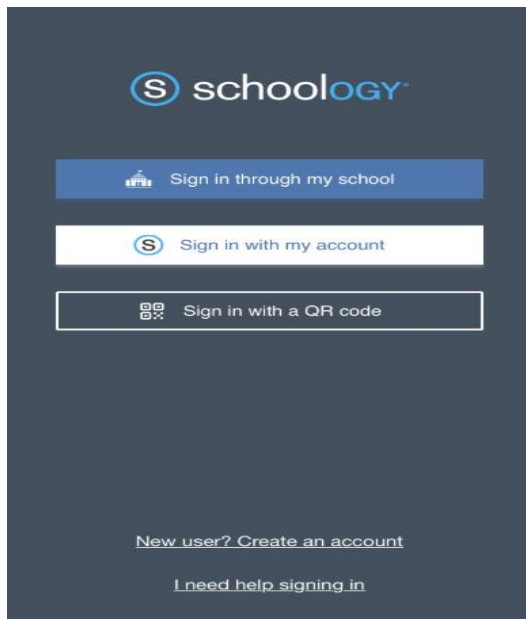 S schoology
Sign in through my school
S Sign in with my account
Sign in with a QR code
New user? Create an account
I need help signing in